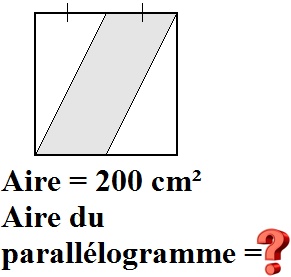 Aire = 200 cm²
Aire du
parallélogramme =?